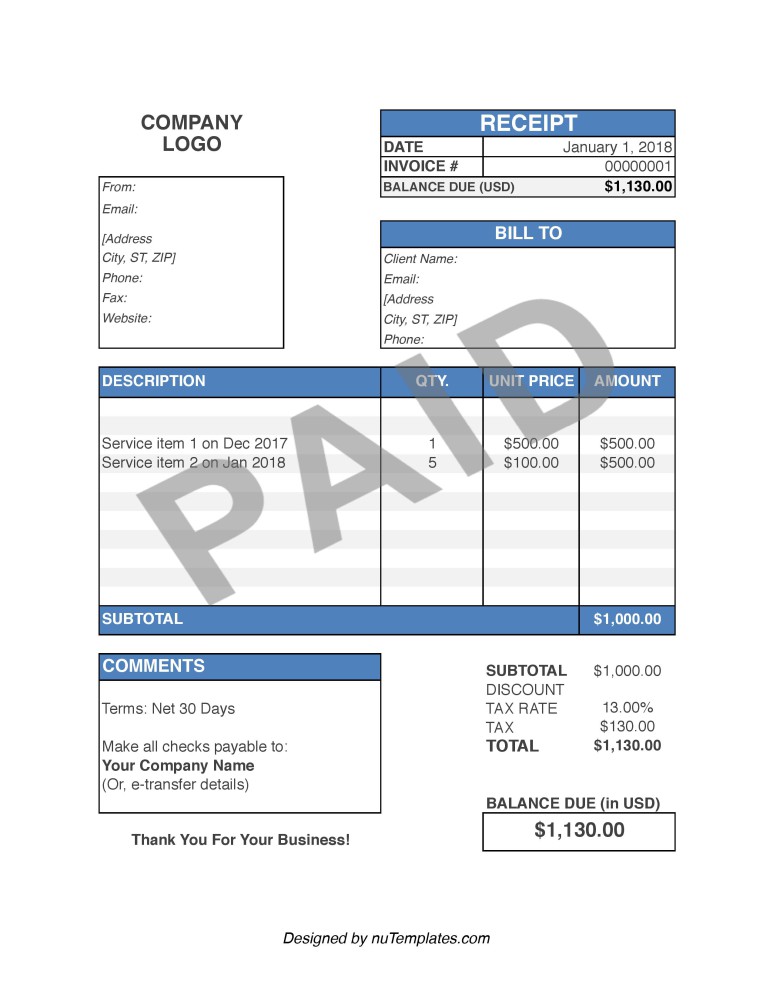 COMPANY
LOGO
RECEIPT
DATE January 1, 2018
INVOICE # 00000001
BALANCE DUE (USD) $1,130.00
From:
Email:
[Address
City, ST, ZIP]
Phone:
Fax:
Website:
BILL TO
Client Name:
Email:
[Address
City, ST, ZIP]
Phone:
PAID
DESCRIPTION QTY. UNIT PRICE AMOUNT
Service item 1 on Dec 2017 1 $500.00 $500.00
Service item 2 on Jan 2018 5 $100.00 $500.00
SUBTOTAL $1,000.00
COMMENTS
Terms: Net 30 Days
Make all checks payable to:
Your Company Name
(Or, e-transfer details)
Thank You For Your Business!
SUBTOTAL $1,000.00
DISCOUNT
TAX RATE 13.00%
TAX $130.00
TOTAL $1,130.00
BALANCE DUE (in USD)
$1,130.00
Designed by nuTemplates.com